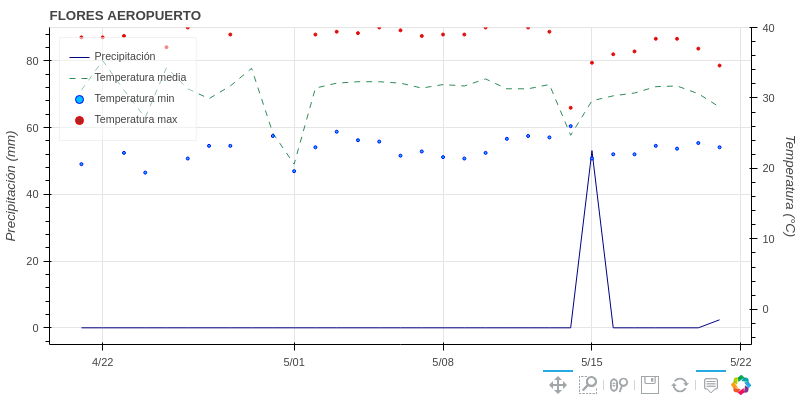 FLORES AEROPUERTO
Precipitación
Temperatura media
Temperatura min
Temperatura max
Precipitación (mm)
80
60
40
20
0
Temperatura (°C)
40
30
20
10
0
4/22
5/01
5/08
5/15
5/22